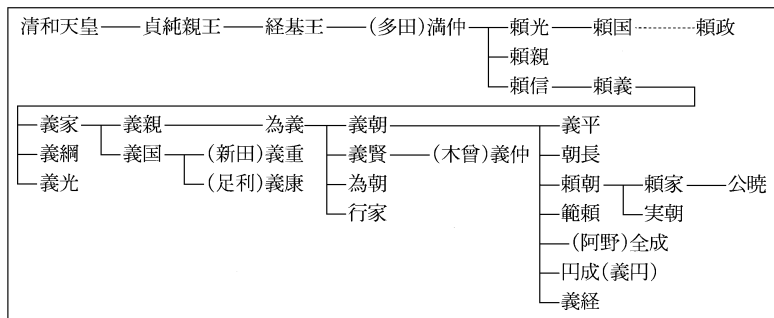 清和天皇 貞純親王 経基王 (多田)満仲 頼光 頼国 頼政
頼親
頼信 頼義
義家 義親 為義 義朝 義平
義綱 義国 (新田)義重 義賢 (木曾)義仲 朝長
義光 (足利)義康 為朝 頼朝 頼家 公暁
行家 範頼 実朝
(阿野)全成
円成(義円)
義経